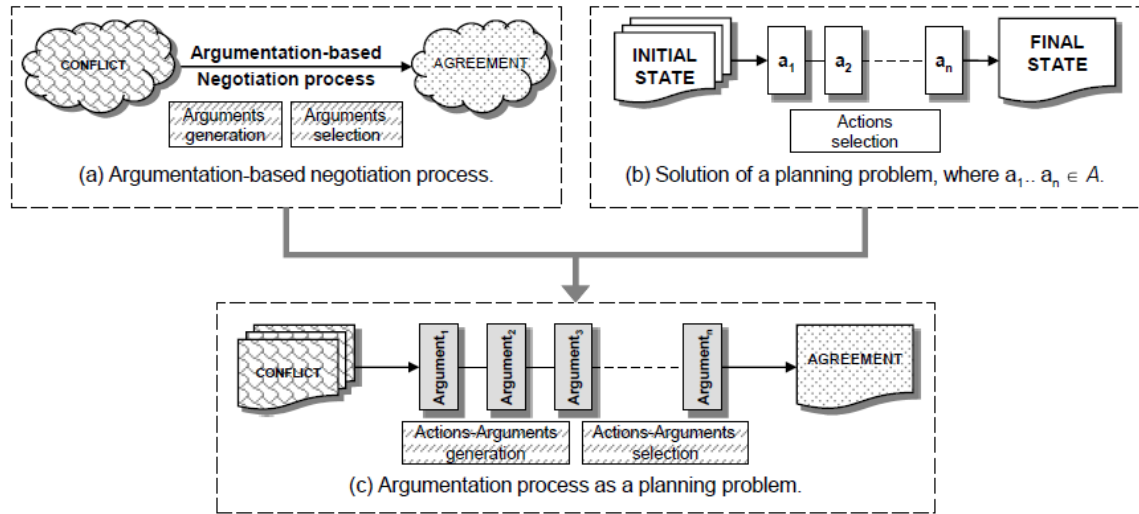 CONFLICT
Argumentation-based
Negotiation process
AGREEMENT
Arguments
generation
Arguments
selection
(a) Argumentation-based negotiation process.
INITIAL
STATE
a1
a2
an
FINAL
STATE
Actions
selection
(b) Solution of a planning problem, where a1.. an ∈ A.
CONFLICT
Argument1
Argument2
Argument3
Argumentn
AGREEMENT
Actions-Arguments
generation
Actions-Arguments
selection
(c) Argumentation process as a planning problem.